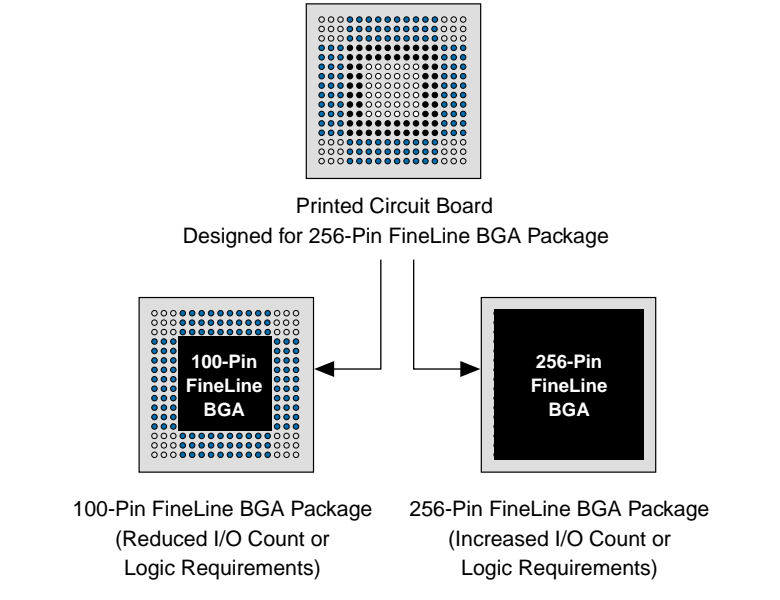 Printed Circuit Board
Designed for 256-Pin FineLine BGA Package
100-Pin
FineLine
BGA
256-Pin
FineLine
BGA
100-Pin FineLine BGA Package
(Reduced I/O Count or
Logic Requirements)
256-Pin FineLine BGA Package
(Increased I/O Count or
Logic Requirements)